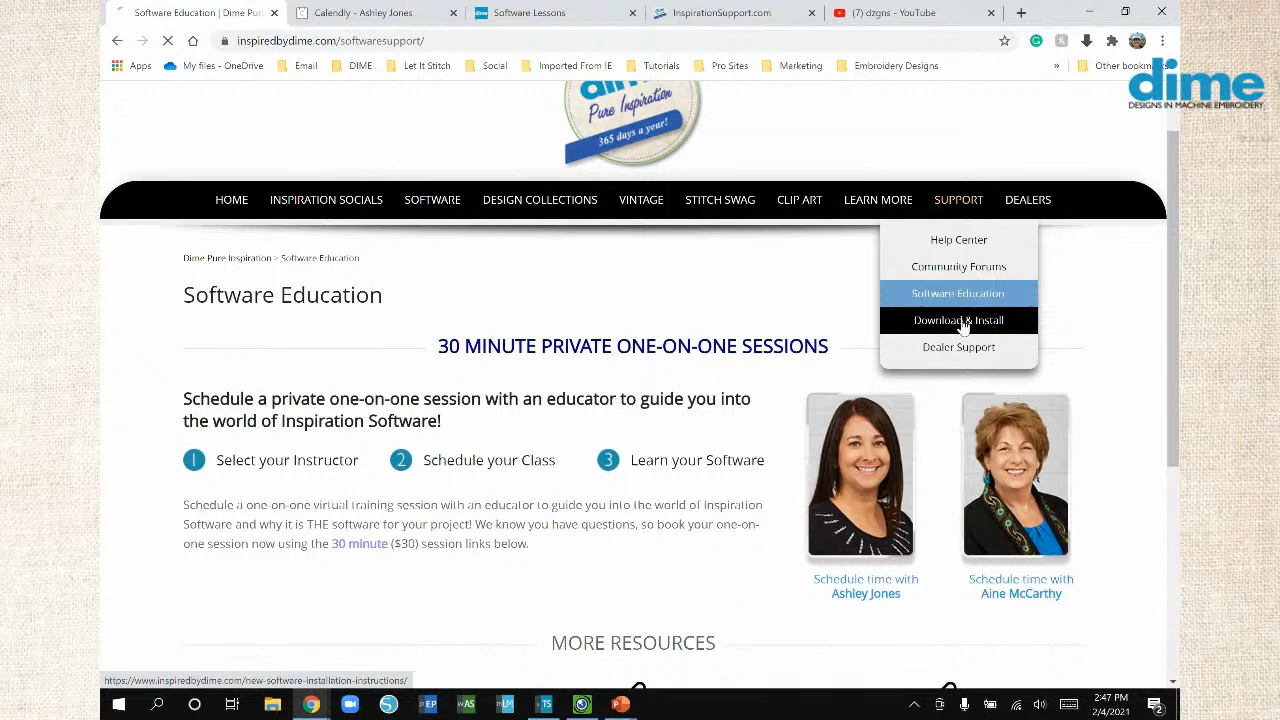 Software Education | Dime Pur
Calendly - Ashley Jones
Software Lessons
InspirationSupport.com
(7) dzgns - YouTube
inspiredbydime.com/softwaresupport/
Apps
My files - OneDrive
Email
DIME
Let It Stitch
Social
Imported From IE
Tutorials
Pro Sites
Marketing
Embroidery Designs
»
Other bookmarks
dime
DESIGNS IN MACHINE EMBROIDERY
Pure Inspiration
365 days a year!
HOME INSPIRATION SOCIALS SOFTWARE DESIGN COLLECTIONS VINTAGE STITCH SWAG CLIP ART LEARN MORE SUPPORT DEALERS
Help Center
Community Forums
Software Education
Download & Install
Dealer Support
Dime Pure Inspiration > Software Education
Software Education
30 MINUTE PRIVATE ONE-ON-ONE SESSIONS
Schedule a private one-on-one session with an educator to guide you into
the world of Inspiration Software!
1 Select your Instructor 2 Schedule your Class 3 Learn your Software
Schedule a one-on-one virtual training session with an educator to guide you into the world of Inspiration
Software and why it is THE software for your project! We know you have questions, so book your one-on-
one session now using the 30 minute ($30) session links below.
Schedule time with
Ashley Jones
Schedule time with
Aine McCarthy
MORE RESOURCES
https://www.inspiredbydime.com/new-software-installation-instructions/
EP
AS
TS
2:47 PM
2/4/2021